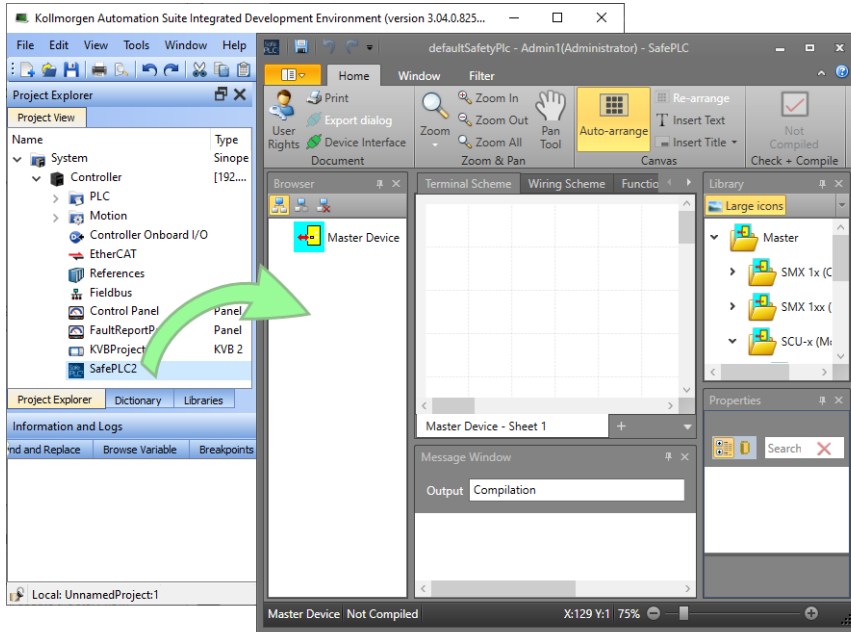 Kollmorgen Automation Suite Integrated Development Environment (version 3.04.0.825...
File Edit View Tools Window Help
Project Explorer
Project View
Name Type
System Sinope
Controller [192....
PLC
Motion
Controller Onboard I/O
EtherCAT
References
Fieldbus
Control Panel Panel
FaultReportP Panel
KVBProject KVB 2
SafePLC2
Project Explorer Dictionary Libraries
Information and Logs
nd and Replace Browse Variable Breakpoints
Local: UnnamedProject:1
defaultSafetyPlc - Admin1(Administrator) - SafePLC
Home Window Filter
User Rights
Print
Export dialog
Device Interface
Document
Zoom
Zoom In
Zoom Out
Zoom All
Pan Tool
Zoom & Pan
Auto-arrange
Re-arrange
Insert Text
Insert Title
Canvas
Not Compiled
Check + Compile
Browser
Master Device
Terminal Scheme Wiring Scheme Functio
Master Device - Sheet 1
Message Window
Output Compilation
Library
Large icons
Master
SMX 1x (C
SMX 1xx (
SCU-x (Mo
Properties
Search
Master Device Not Compiled X:129 Y:1 75%